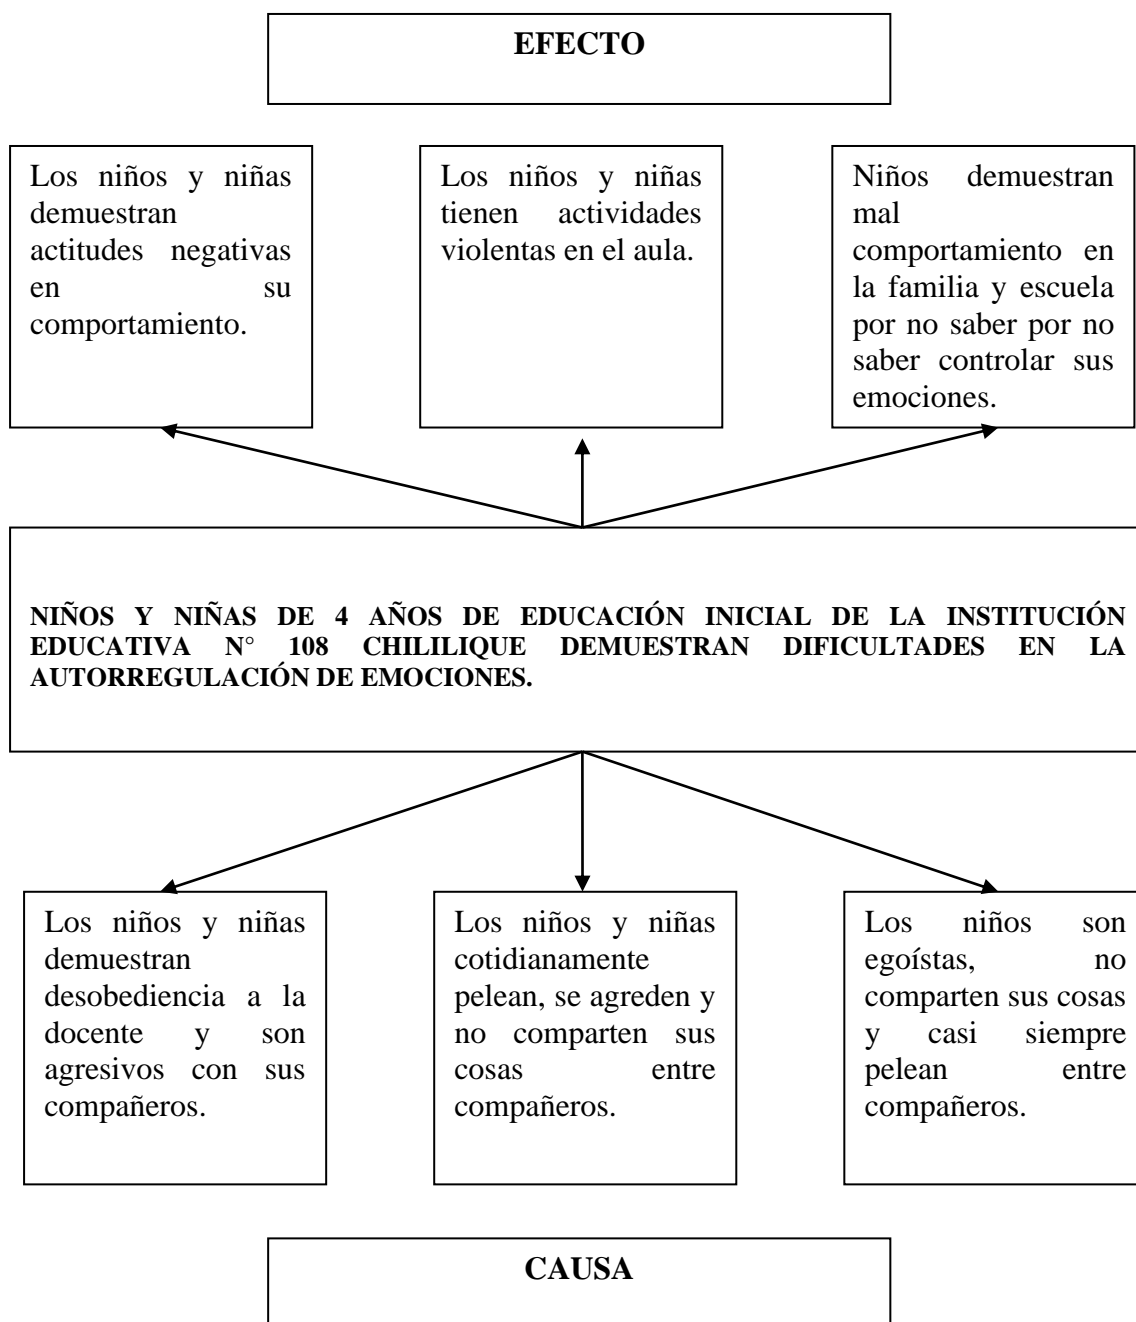 EFECTO
Los niños y niñas
demuestran
actitudes negativas
en su
comportamiento.
Los niños y niñas
tienen actividades
violentas en el aula.
Niños demuestran
mal
comportamiento en
la familia y escuela
por no saber por no
saber controlar sus
emociones.
NIÑOS Y NIÑAS DE 4 AÑOS DE EDUCACIÓN INICIAL DE LA INSTITUCIÓN
EDUCATIVA N° 108 CHILILIQUE DEMUESTRAN DIFICULTADES EN LA
AUTORREGULACIÓN DE EMOCIONES.
Los niños y niñas
demuestran
desobediencia a la
docente y son
agresivos con sus
compañeros.
Los niños y niñas
cotidianamente
pelean, se agreden y
no comparten sus
cosas entre
compañeros.
Los niños son
egoístas, no
comparten sus cosas
y casi siempre
pelean entre
compañeros.
CAUSA